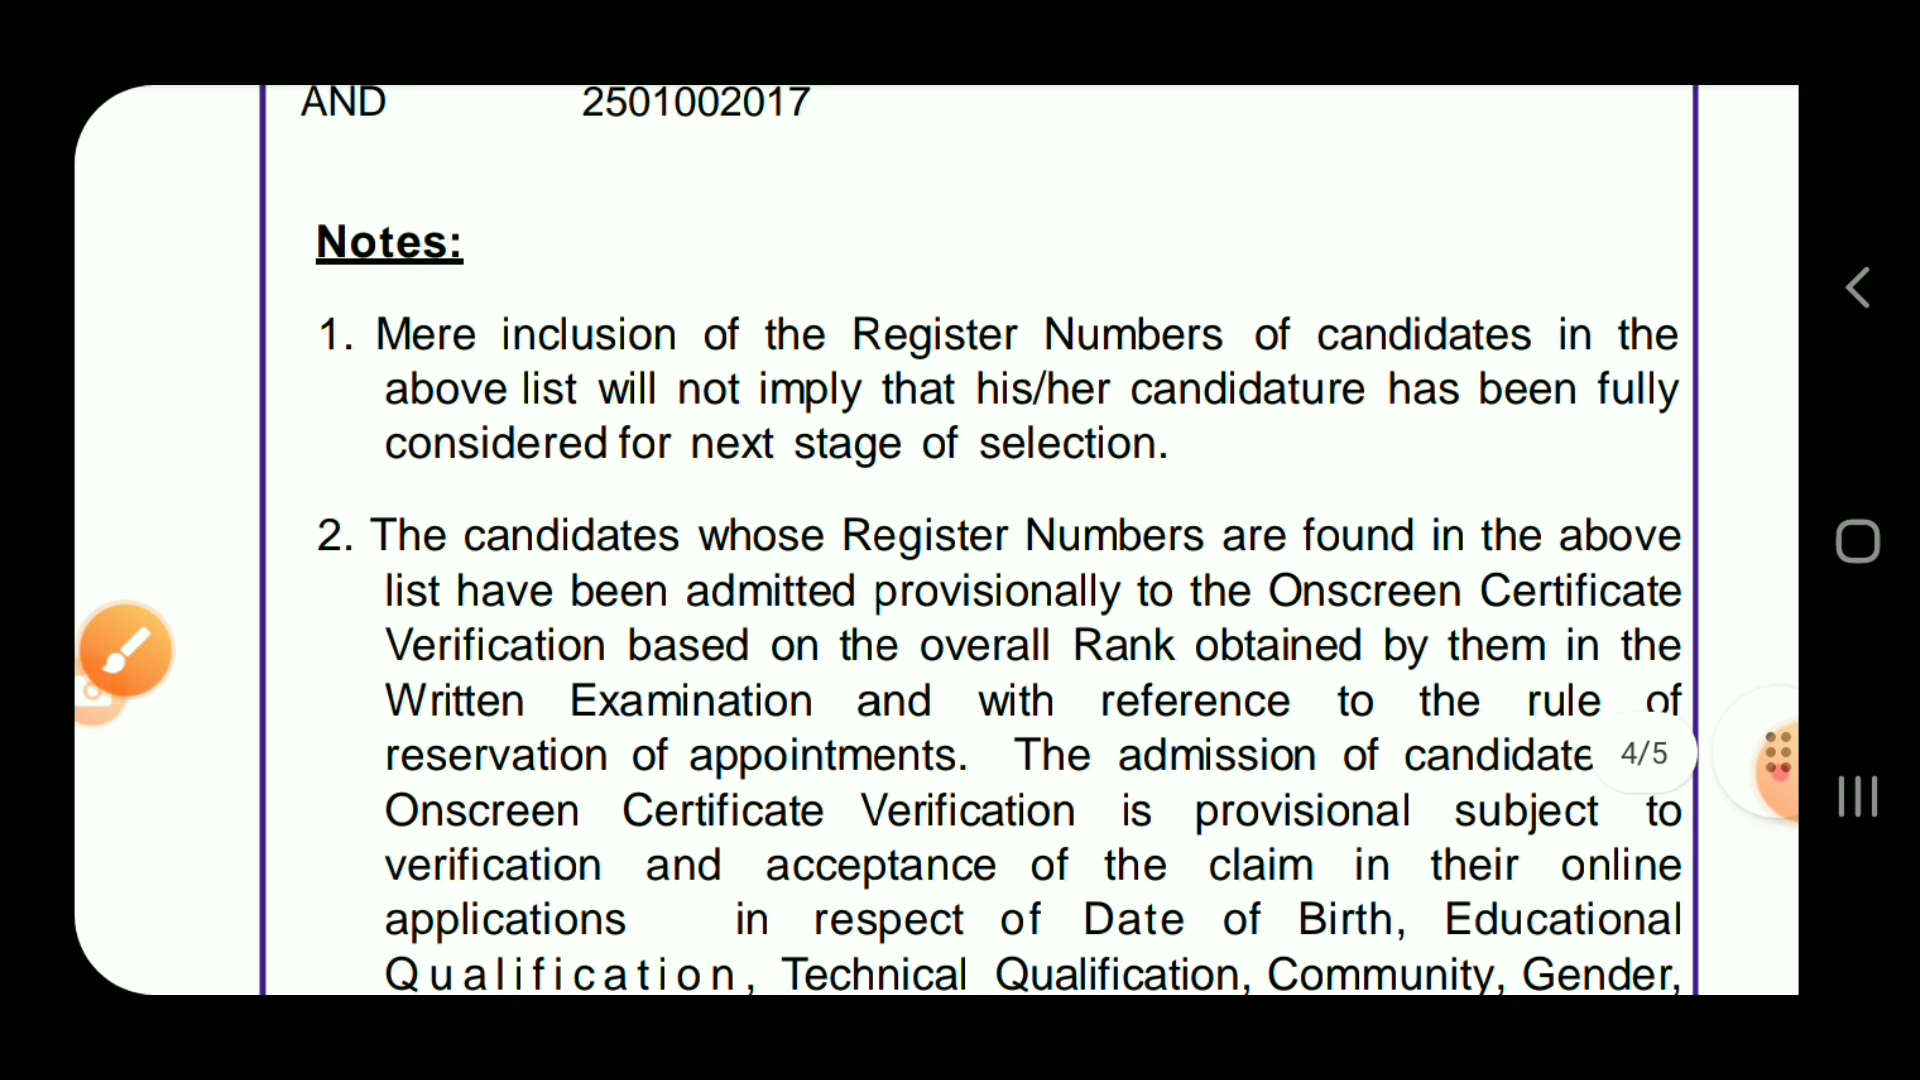 AND 2501002017
Notes:
1. Mere inclusion of the Register Numbers of candidates in the
above list will not imply that his/her candidature has been fully
considered for next stage of selection.
2. The candidates whose Register Numbers are found in the above
list have been admitted provisionally to the Onscreen Certificate
Verification based on the overall Rank obtained by them in the
Written Examination and with reference to the rule of
reservation of appointments. The admission of candidate
4/5
Onscreen Certificate Verification is provisional subject to
verification and acceptance of the claim in their online
applications in respect of Date of Birth, Educational
Qualification, Technical Qualification, Community, Gender,